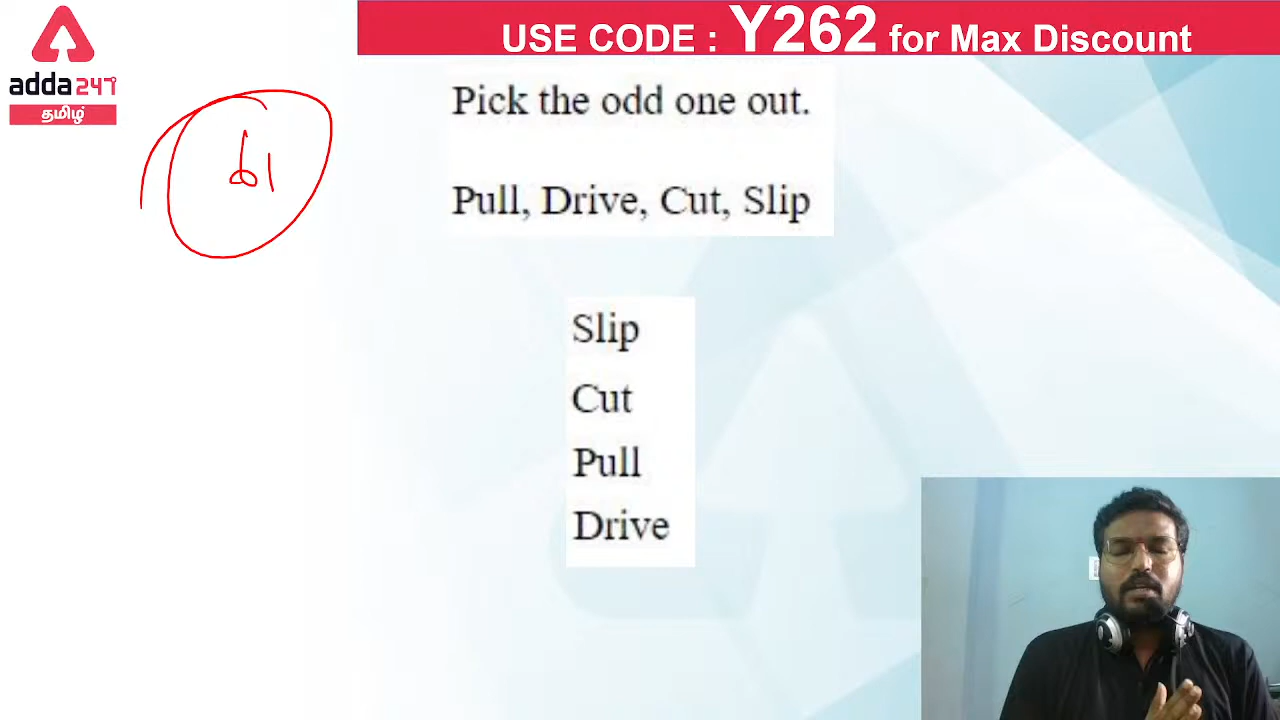 adda247
தமிழ்
USE CODE : Y262 for Max Discount
Pick the odd one out.
Pull, Drive, Cut, Slip
Slip
Cut
Pull
Drive